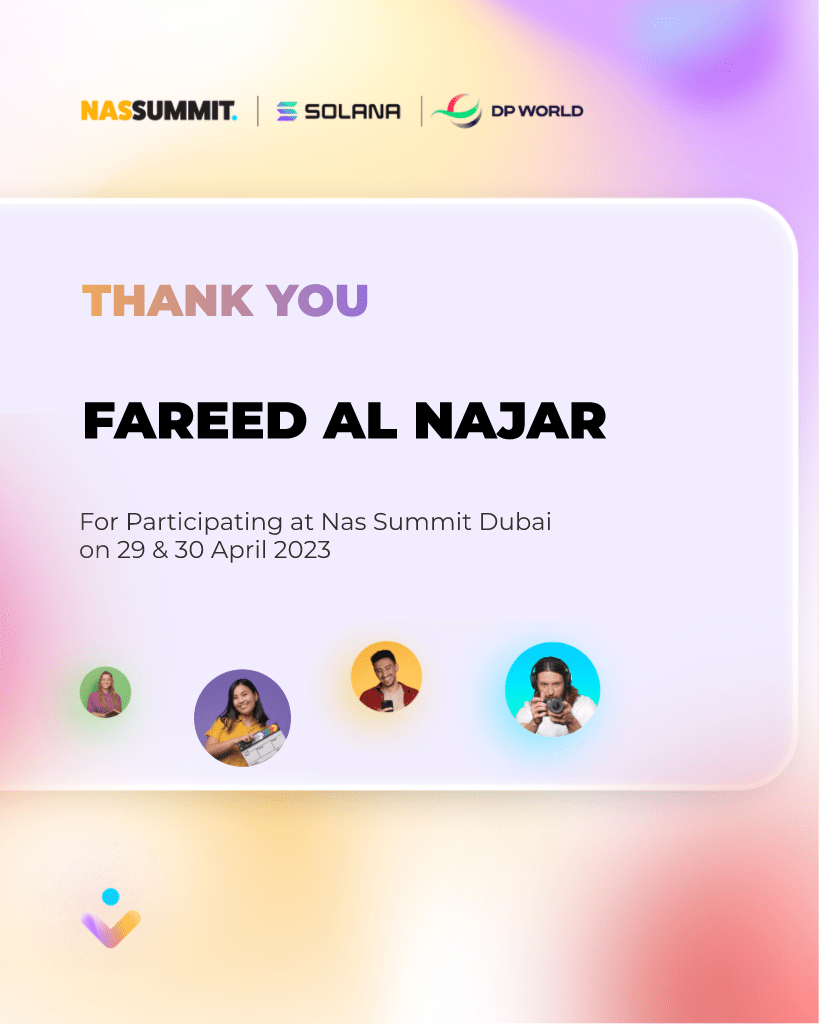 NASSUMMIT. | SOLANA | DP WORLD
THANK YOU
FAREED AL NAJAR
For Participating at Nas Summit Dubai
on 29 & 30 April 2023